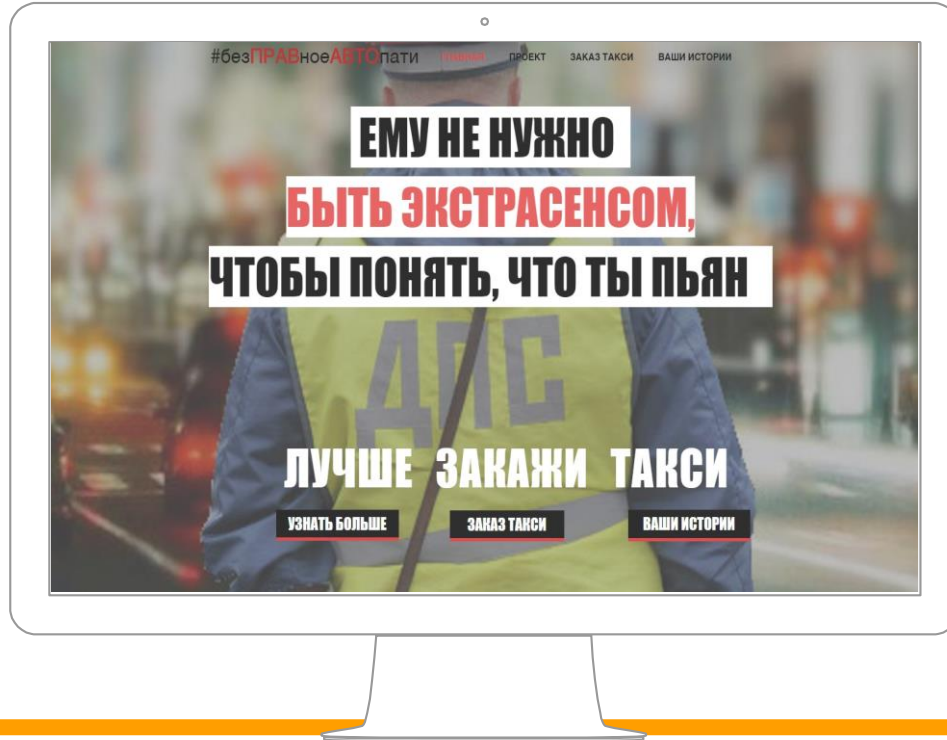 #безПРАВноеАВТОпати ГЛАВНАЯ ПРОЕКТ ЗАКАЗ ТАКСИ ВАШИ ИСТОРИИ
ЕМУ НЕ НУЖНО
БЫТЬ ЭКСТРАСЕНСОМ,
ЧТОБЫ ПОНЯТЬ, ЧТО ТЫ ПЬЯН
ДПС
ЛУЧШЕ ЗАКАЖИ ТАКСИ
УЗНАТЬ БОЛЬШЕ ЗАКАЗ ТАКСИ ВАШИ ИСТОРИИ